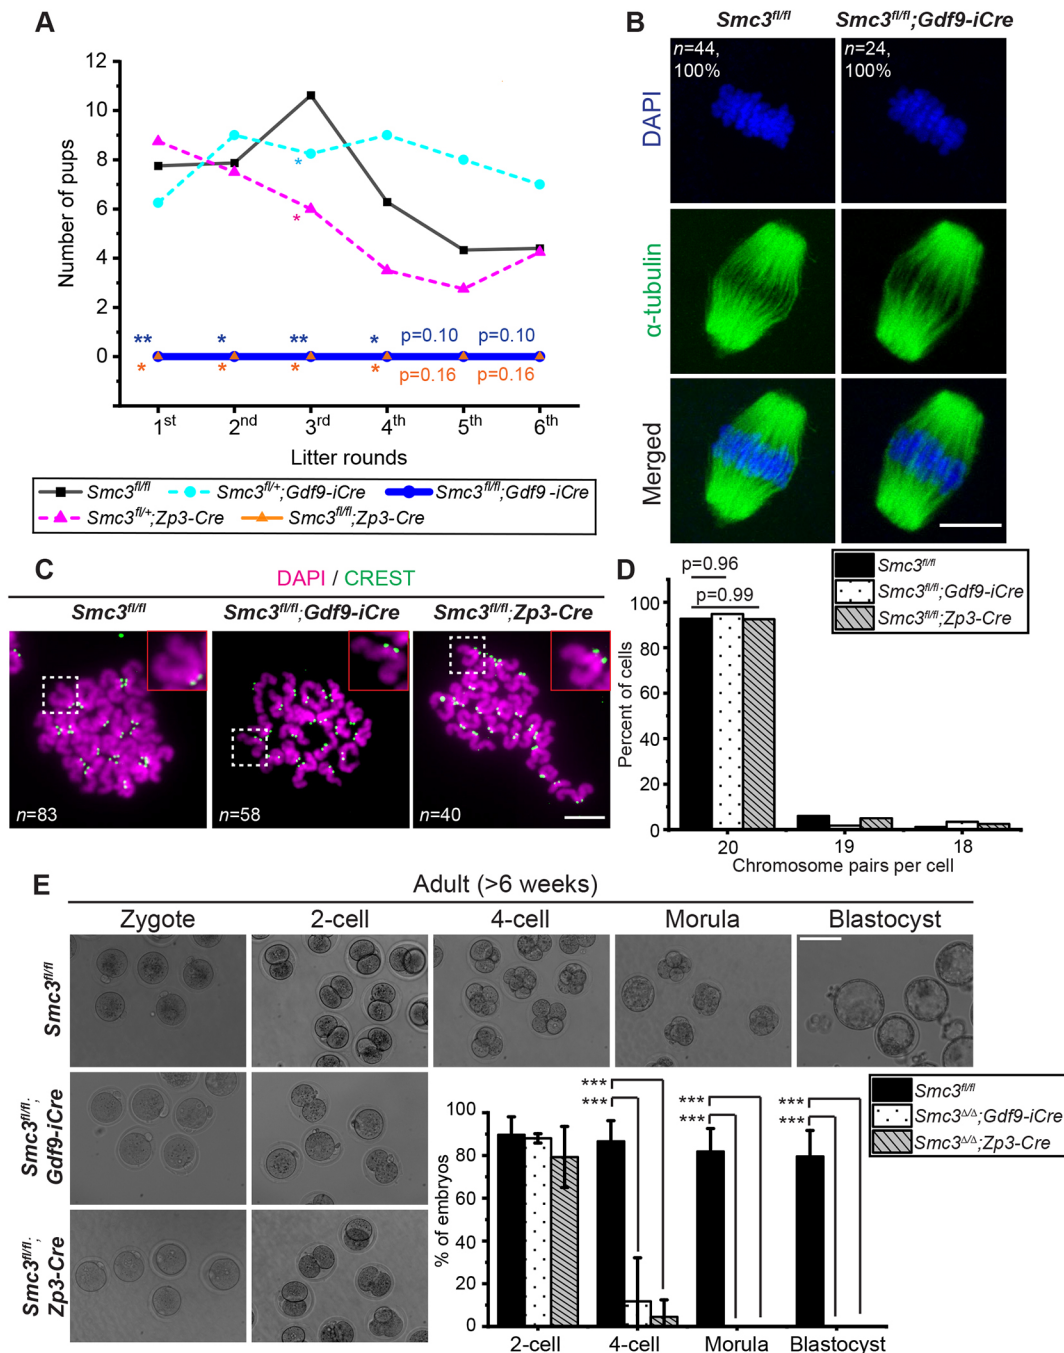 A
Number of pups
12
10
8
6
4
2
0
*
*
** * ** * p=0.10 p=0.10
* * * * p=0.16 p=0.16
1st 2nd 3rd 4th 5th 6th
Litter rounds
Smc3fl/fl Smc3fl/+;Gdf9-iCre Smc3fl/fl;Gdf9 -iCre
Smc3fl/+;Zp3-Cre Smc3fl/fl;Zp3-Cre
B
Smc3fl/fl Smc3fl/fl;Gdf9-iCre
DAPI
n=44,
100%
n=24,
100%
α-tubulin
Merged
C
DAPI / CREST
Smc3fl/fl Smc3fl/fl;Gdf9-iCre Smc3fl/fl;Zp3-Cre
n=83 n=58 n=40
D
Smc3fl/fl
Smc3fl/fl;Gdf9-iCre
Smc3fl/fl;Zp3-Cre
p=0.96
p=0.99
Percent of cells
100
80
60
40
20
0
20 19 18
Chromosome pairs per cell
E
Adult (>6 weeks)
Zygote 2-cell 4-cell Morula Blastocyst
Smc3fl/fl
Smc3fl/fl;
Gdf9-iCre
Smc3fl/fl;
Zp3-Cre
Smc3fl/fl
Smc3Δ/Δ;Gdf9-iCre
Smc3Δ/Δ;Zp3-Cre
*** *** ***
*** *** ***
% of embryos
100
80
60
40
20
0
2-cell 4-cell Morula Blastocyst